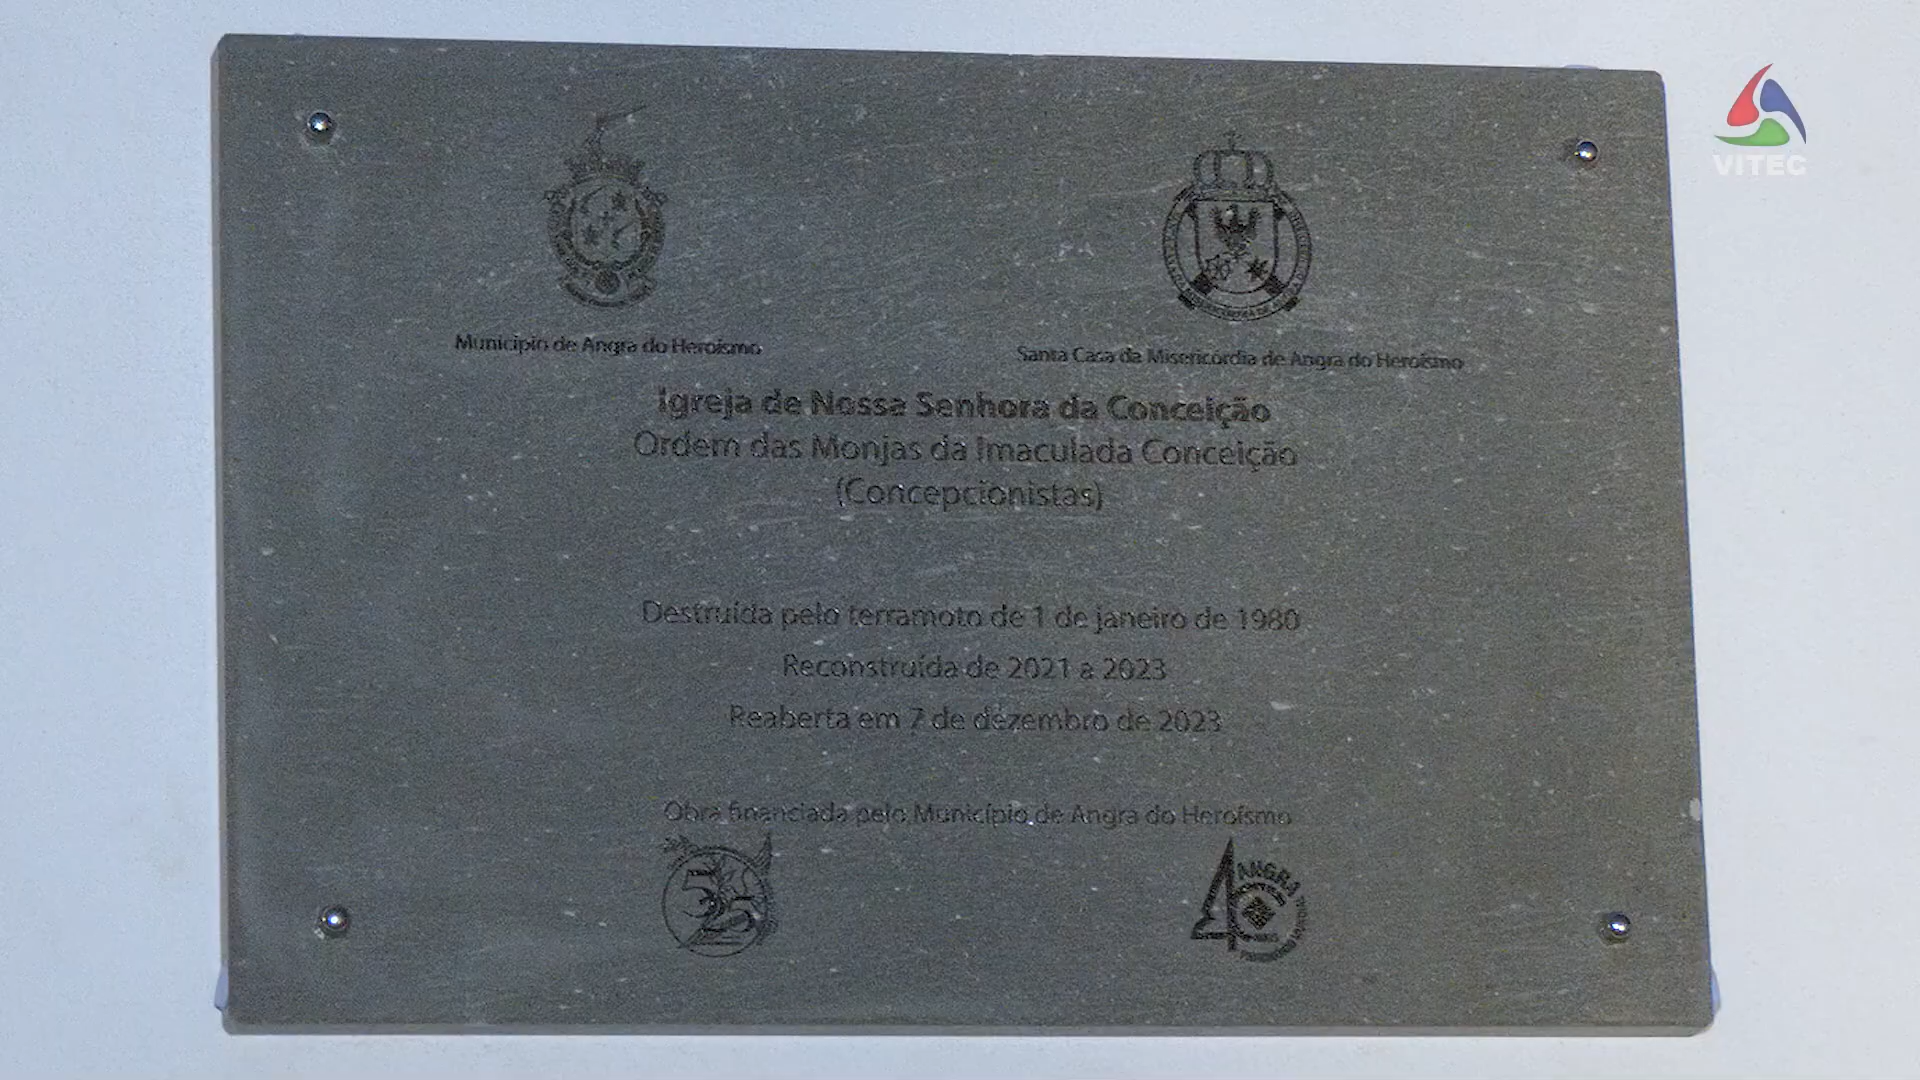 VITEC
Município de Angra do Heroísmo
Santa Casa da Misericórdia de Angra do Heroísmo
Igreja de Nossa Senhora da Conceição
Ordem das Monjas da Imaculada Conceição
(Concepcionistas)
Destruída pelo terramoto de 1 de janeiro de 1980
Reconstruída de 2021 a 2023
Reaberta em 7 de dezembro de 2023
Obra financiada pelo Município de Angra do Heroísmo
525
40 ANGRA